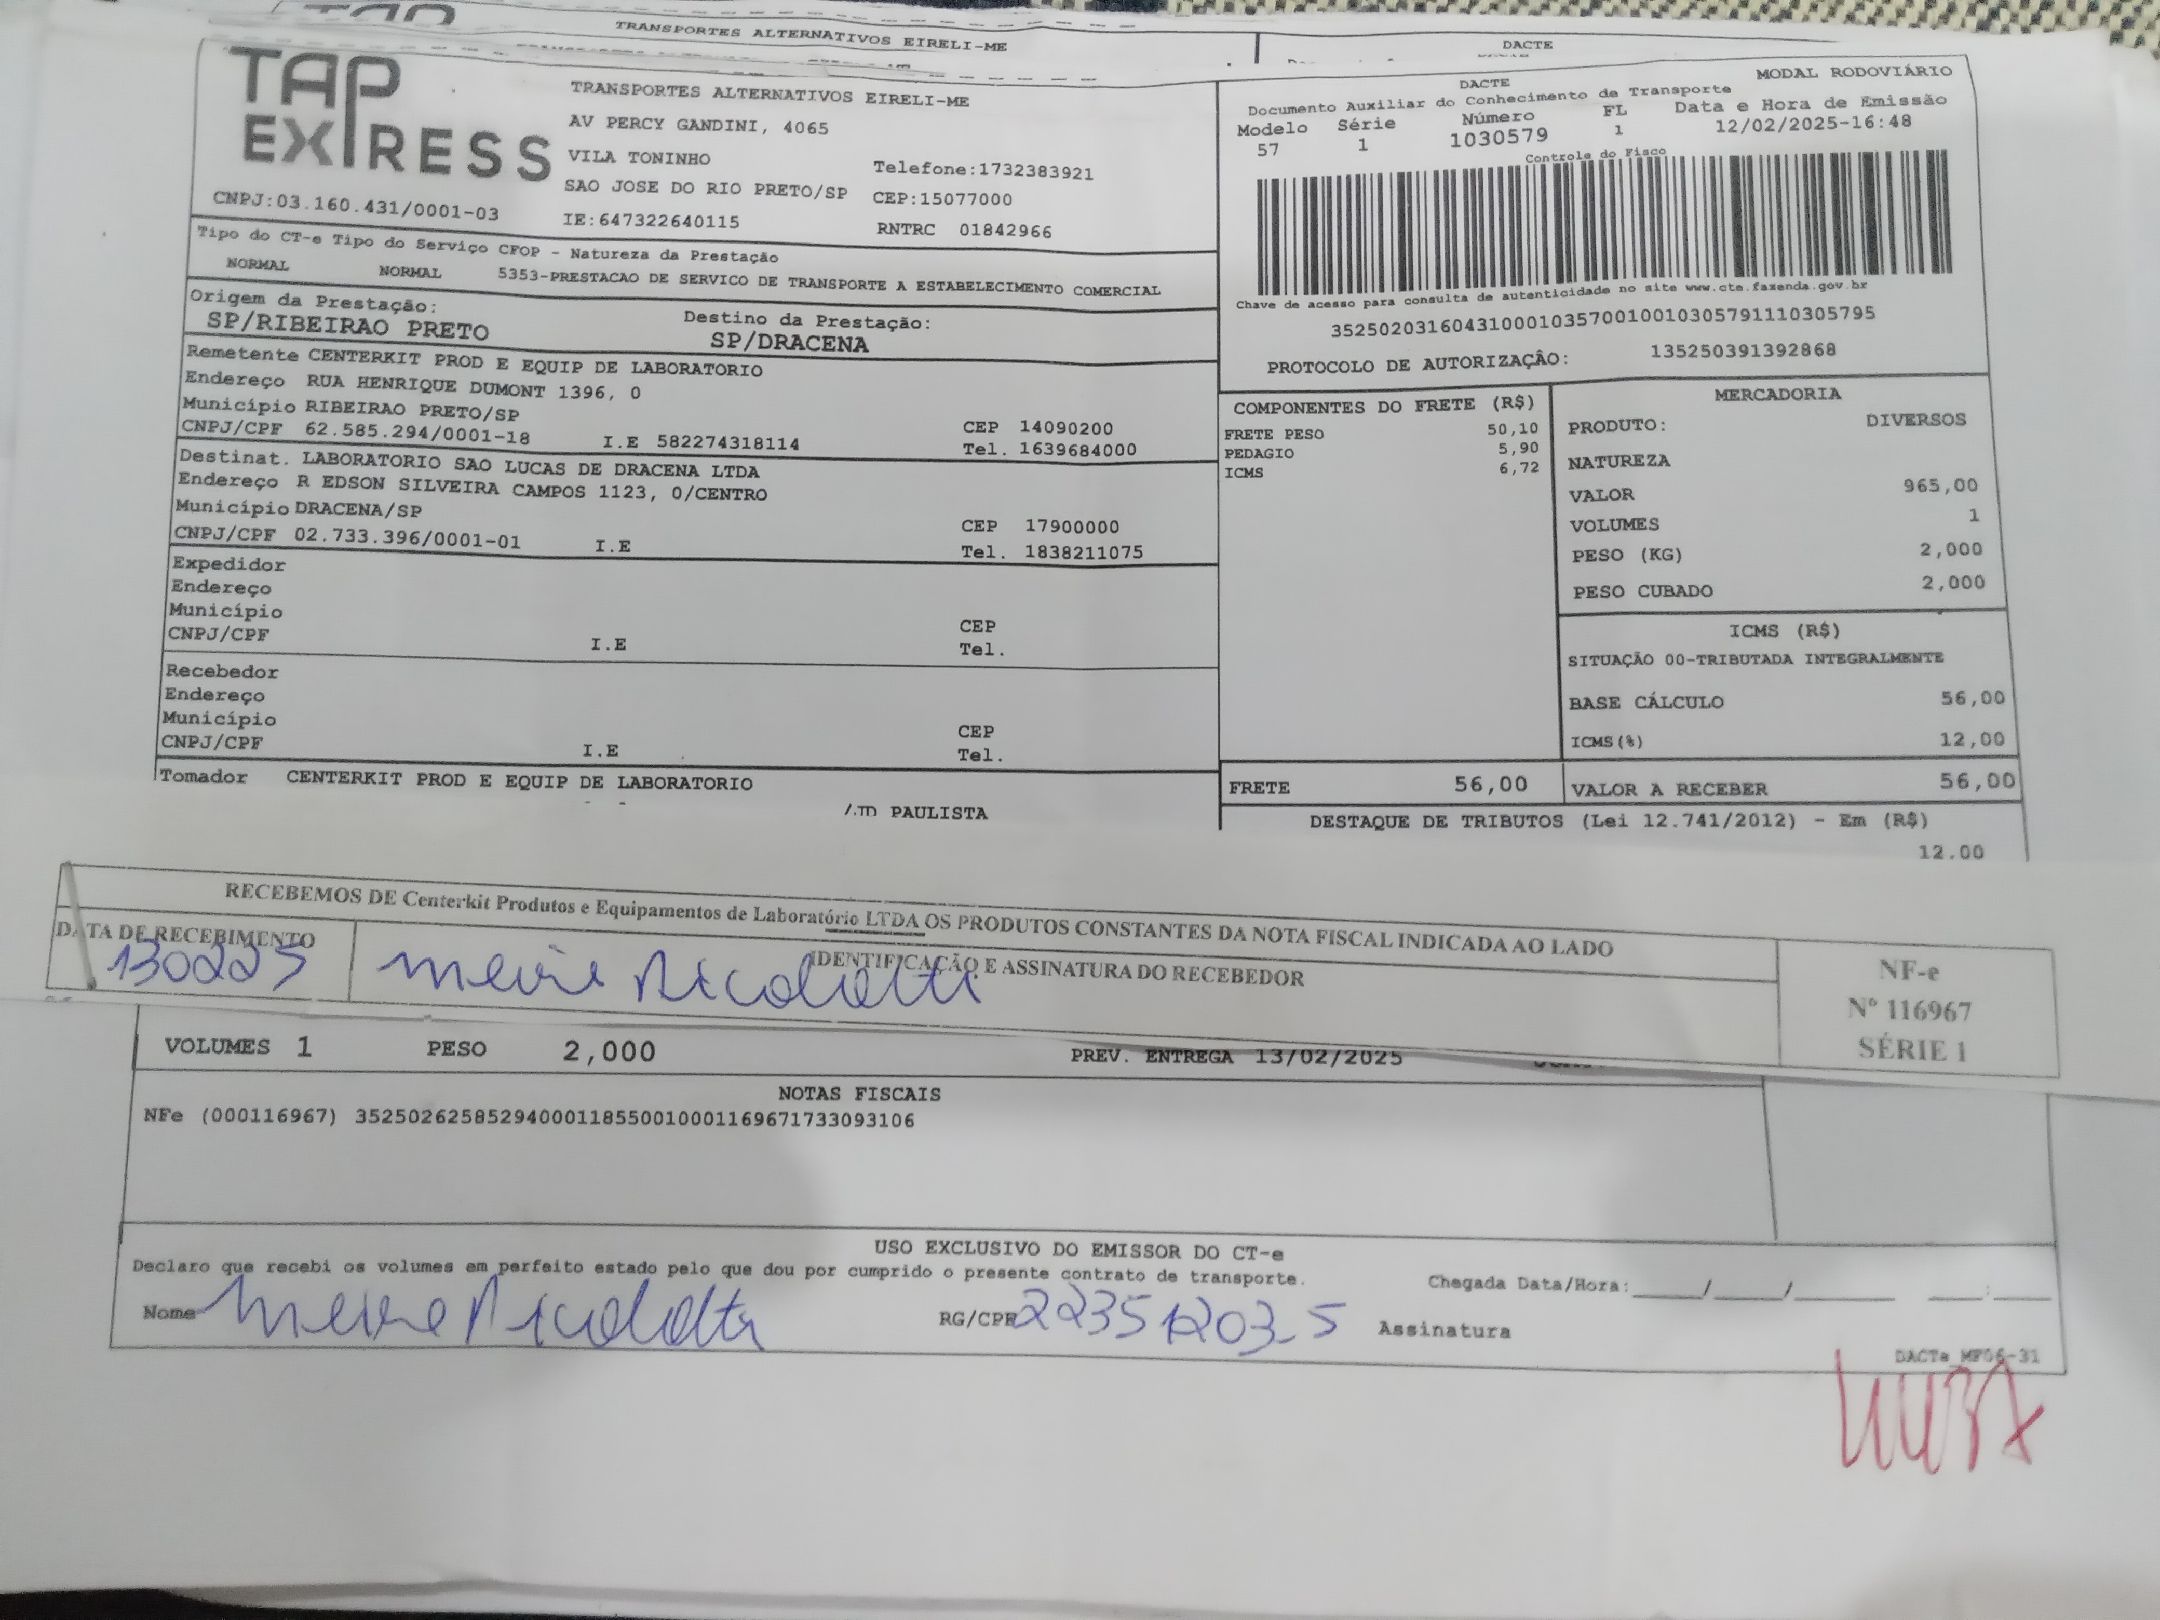 TRANSPORTES ALTERNATIVOS EIRELI-ME
DACTE
TAP
EXPRESS
CNPJ:03.160.431/0001-03
TRANSPORTES ALTERNATIVOS EIRELI-ME
AV PERCY GANDINI, 4065
VILA TONINHO
Telefone:1732383921
SAO JOSE DO RIO PRETO/SP CEP:15077000
IE:647322640115
RNTRC 01842966
DACTE
MODAL RODOVIÁRIO
Documento Auxiliar do Conhecimento de Transporte
Modelo Série Número FL Data e Hora de Emissão
57 1 1030579 1 12/02/2025-16:48
Controle do Fisco
Chave de acesso para consulta de autenticidade no site www.cte.fazenda.gov.br
35250203160431000103570010010305791110305795
PROTOCOLO DE AUTORIZAÇÂO: 135250391392868
Tipo do CT-e Tipo do Serviço CFOP - Natureza da Prestação
NORMAL NORMAL 5353-PRESTACAO DE SERVICO DE TRANSPORTE A ESTABELECIMENTO COMERCIAL
Origem da Prestação: Destino da Prestação:
SP/RIBEIRAO PRETO SP/DRACENA
Remetente CENTERKIT PROD E EQUIP DE LABORATORIO
Endereço RUA HENRIQUE DUMONT 1396, 0
Município RIBEIRAO PRETO/SP CEP 14090200
CNPJ/CPF 62.585.294/0001-18 I.E 582274318114 Tel. 1639684000
Destinat. LABORATORIO SAO LUCAS DE DRACENA LTDA
Endereço R EDSON SILVEIRA CAMPOS 1123, 0/CENTRO
Município DRACENA/SP CEP 17900000
CNPJ/CPF 02.733.396/0001-01 I.E Tel. 1838211075
Expedidor
Endereço
Município CEP
CNPJ/CPF I.E Tel.
Recebedor
Endereço
Município CEP
CNPJ/CPF I.E Tel.
Tomador CENTERKIT PROD E EQUIP DE LABORATORIO
PAULISTA
COMPONENTES DO FRETE (R$)
FRETE PESO 50,10
PEDAGIO 5,90
ICMS 6,72
MERCADORIA
PRODUTO: DIVERSOS
NATUREZA
VALOR 965,00
VOLUMES 1
PESO (KG) 2,000
PESO CUBADO 2,000
ICMS (R$)
SITUAÇÃO 00-TRIBUTADA INTEGRALMENTE
BASE CÁLCULO 56,00
ICMS(%) 12,00
FRETE 56,00 VALOR A RECEBER 56,00
DESTAQUE DE TRIBUTOS (Lei 12.741/2012) - Em (R$)
12.00
RECEBEMOS DE Centerkit Produtos e Equipamentos de Laboratório LTDA OS PRODUTOS CONSTANTES DA NOTA FISCAL INDICADA AO LADO
DATA DE RECEBIMENTO
130225
IDENTIFICAÇÃO E ASSINATURA DO RECEBEDOR
Meire Nicoletti
NF-e
Nº 116967
SÉRIE 1
VOLUMES 1 PESO 2,000 PREV. ENTREGA 13/02/2025
NOTAS FISCAIS
NFe (000116967) 35250262585294000118550010001169671733093106
USO EXCLUSIVO DO EMISSOR DO CT-e
Declaro que recebi os volumes em perfeito estado pelo que dou por cumprido o presente contrato de transporte. Chegada Data/Hora:____/____/______ ___:____
Nome Meire RG/CPF Assinatura
DACTe_MF06-31